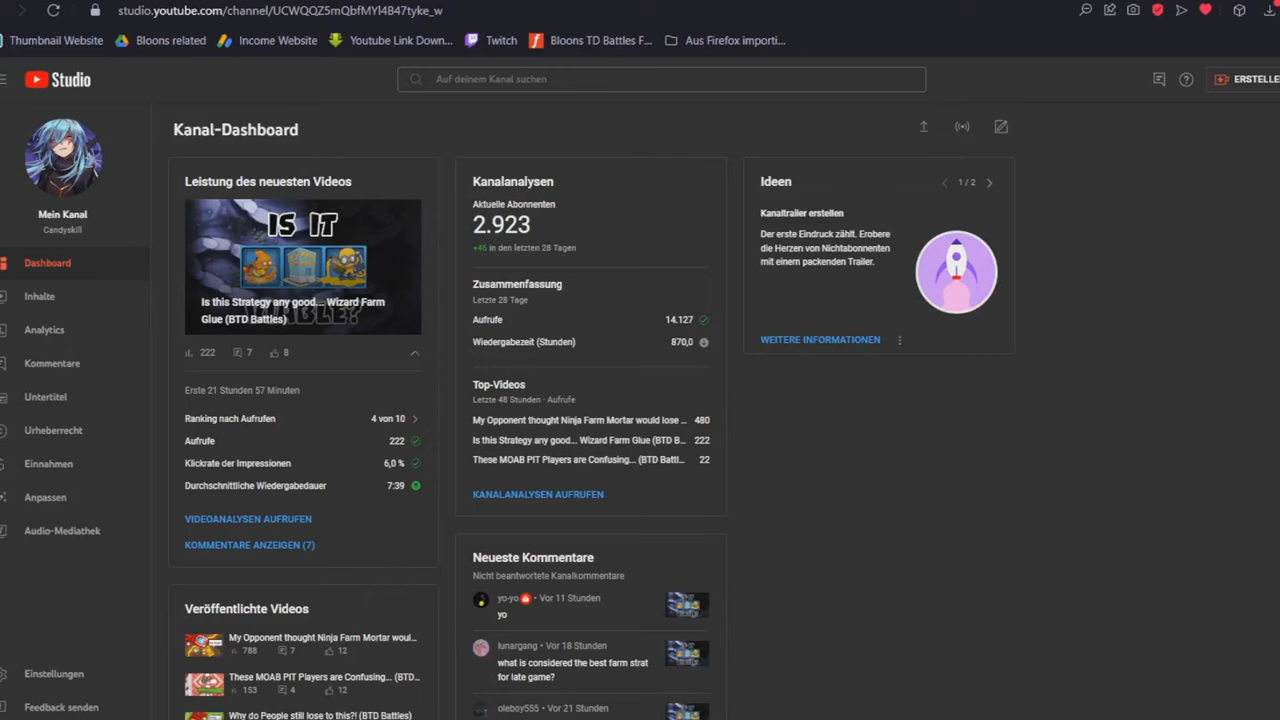 studio.youtube.com/channel/UCWQQZ5mQbfMYl4B47tyke_w
Thumbnail Website
Bloons related
Income Website
Youtube Link Down...
Twitch
Bloons TD Battles F...
Aus Firefox importi...
Studio
Auf deinem Kanal suchen
ERSTELLE
Mein Kanal
Candyskill
Dashboard
Inhalte
Analytics
Kommentare
Untertitel
Urheberrecht
Einnahmen
Anpassen
Audio-Mediathek
Einstellungen
Feedback senden
Kanal-Dashboard
Leistung des neuesten Videos
IS IT
Is this Strategy any good... Wizard Farm
Glue (BTD Battles)
222 7 8
Erste 21 Stunden 57 Minuten
Ranking nach Aufrufen 4 von 10
Aufrufe 222
Klickrate der Impressionen 6,0 %
Durchschnittliche Wiedergabedauer 7:39
VIDEOANALYSEN AUFRUFEN
KOMMENTARE ANZEIGEN (7)
Veröffentlichte Videos
My Opponent thought Ninja Farm Mortar woul...
788 7 12
These MOAB PIT Players are Confusing... (BTD...
153 4 12
Why do People still lose to this?! (BTD Battles)
Kanalanalysen
Aktuelle Abonnenten
2.923
+46 in den letzten 28 Tagen
Zusammenfassung
Letzte 28 Tage
Aufrufe 14.127
Wiedergabezeit (Stunden) 870,0
Top-Videos
Letzte 48 Stunden · Aufrufe
My Opponent thought Ninja Farm Mortar would lose ... 480
Is this Strategy any good... Wizard Farm Glue (BTD B... 222
These MOAB PIT Players are Confusing... (BTD Battl... 22
KANALANALYSEN AUFRUFEN
Neueste Kommentare
Nicht beantwortete Kanalkommentare
yo-yo • Vor 11 Stunden
yo
lunargang • Vor 18 Stunden
what is considered the best farm strat
for late game?
oleboy555 • Vor 21 Stunden
Ideen
1 / 2
Kanaltrailer erstellen
Der erste Eindruck zählt. Erobere
die Herzen von Nichtabonnenten
mit einem packenden Trailer.
WEITERE INFORMATIONEN